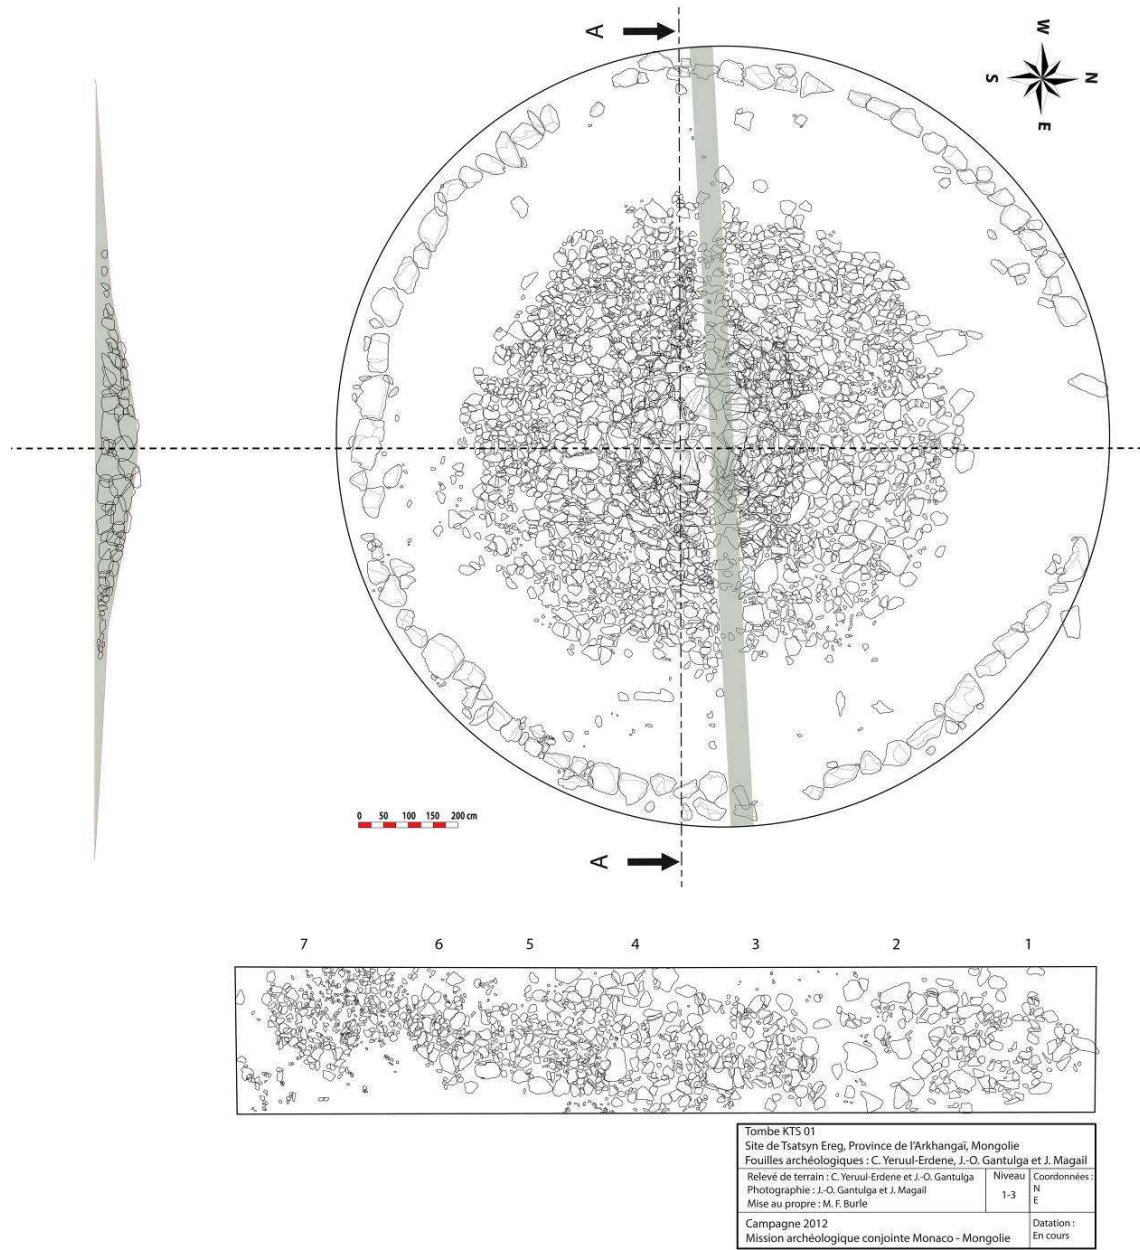 A
W
S
N
E
0 50 100 150 200 cm
A
7 6 5 4 3 2 1
Tombe KTS 01
Site de Tsatsyn Ereg, Province de l'Arkhangaï, Mongolie
Fouilles archéologiques : C. Yeruul-Erdene, J.-O. Gantulga et J. Magail
Relevé de terrain : C. Yeruul-Erdene et J.-O. Gantulga
Photographie : J.-O. Gantulga et J. Magail
Mise au propre : M. F. Burle
Niveau
1-3
Coordonnées :
N
E
Campagne 2012
Mission archéologique conjointe Monaco - Mongolie
Datation :
En cours